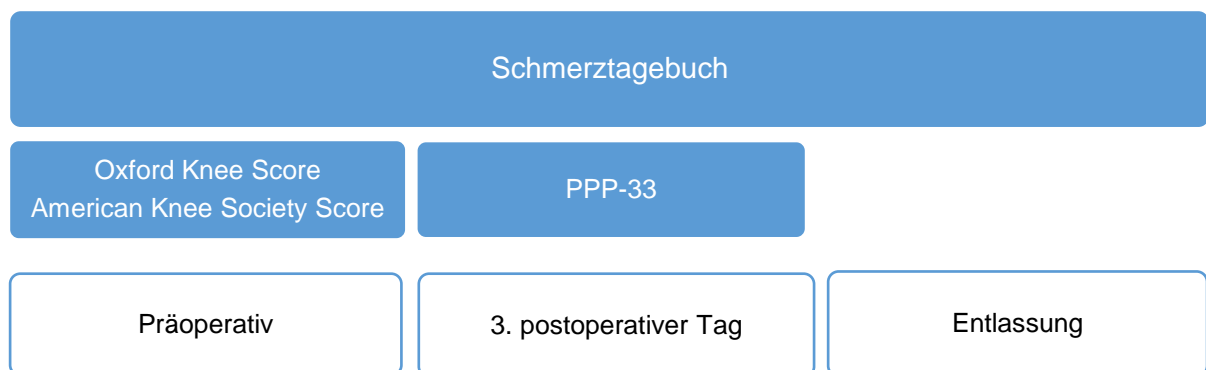 Schmerztagebuch
Oxford Knee Score
American Knee Society Score
PPP-33
Präoperativ
3. postoperativer Tag
Entlassung